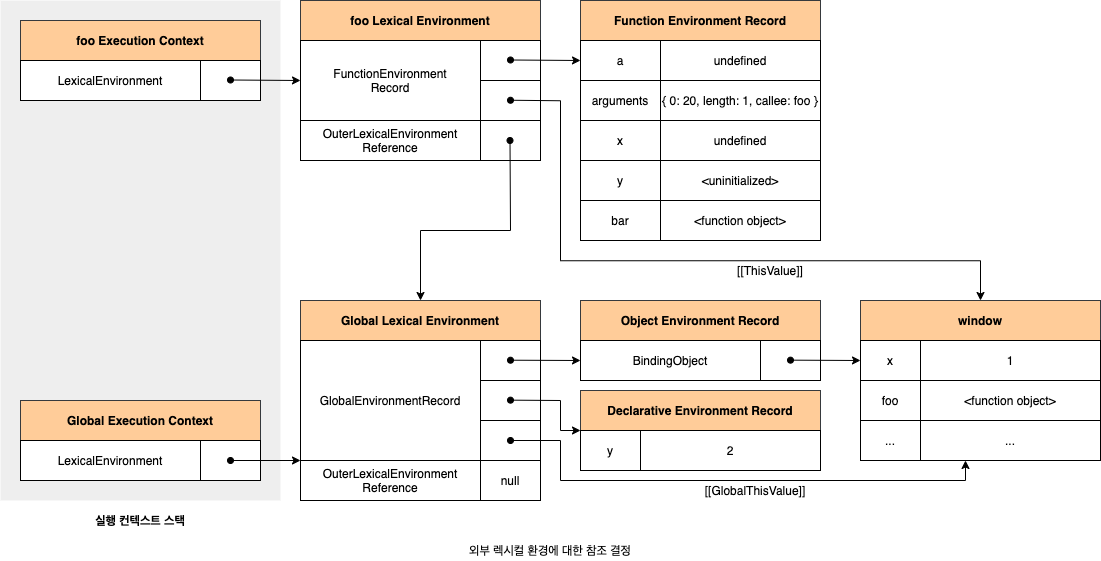 foo Execution Context
LexicalEnvironment
foo Lexical Environment
FunctionEnvironment
Record
OuterLexicalEnvironment
Reference
Function Environment Record
a
undefined
arguments
{ 0: 20, length: 1, callee: foo }
x
undefined
y
<uninitialized>
bar
<function object>
[[ThisValue]]
Global Execution Context
LexicalEnvironment
Global Lexical Environment
GlobalEnvironmentRecord
OuterLexicalEnvironment
Reference
null
Object Environment Record
BindingObject
Declarative Environment Record
y
2
window
x
1
foo
<function object>
...
...
[[GlobalThisValue]]
실행 컨텍스트 스택
외부 렉시컬 환경에 대한 참조 결정